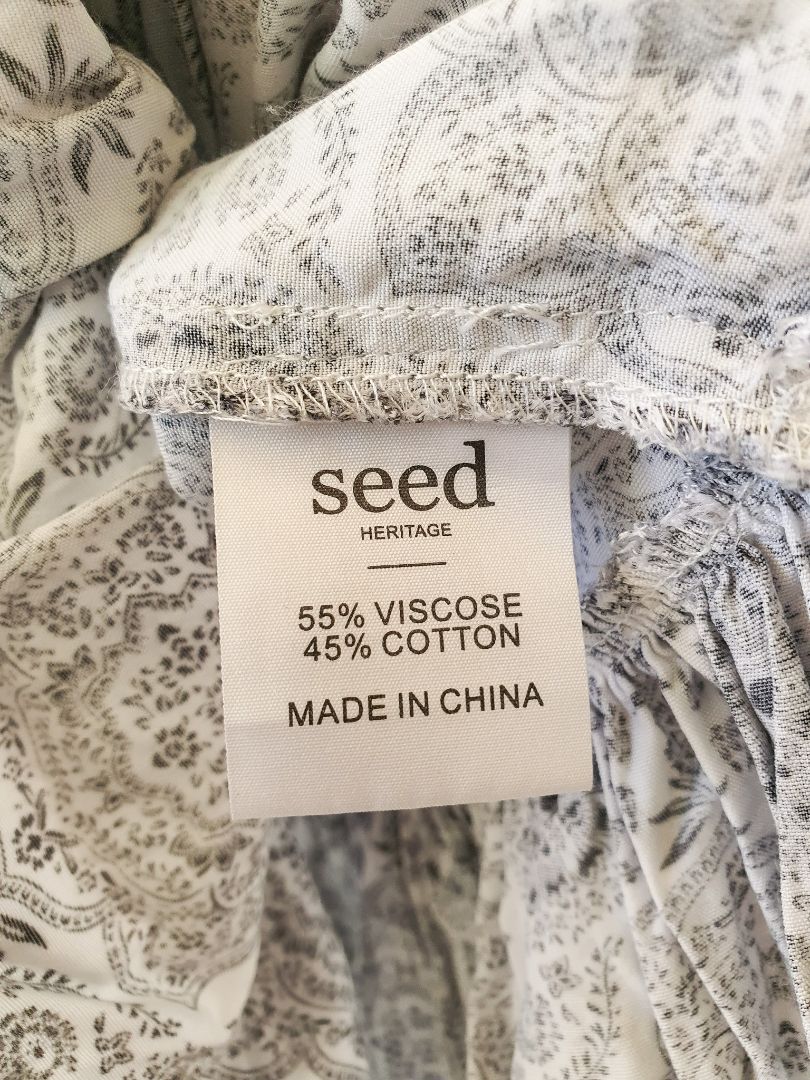 seed
HERITAGE
55% VISCOSE
45% COTTON
MADE IN CHINA